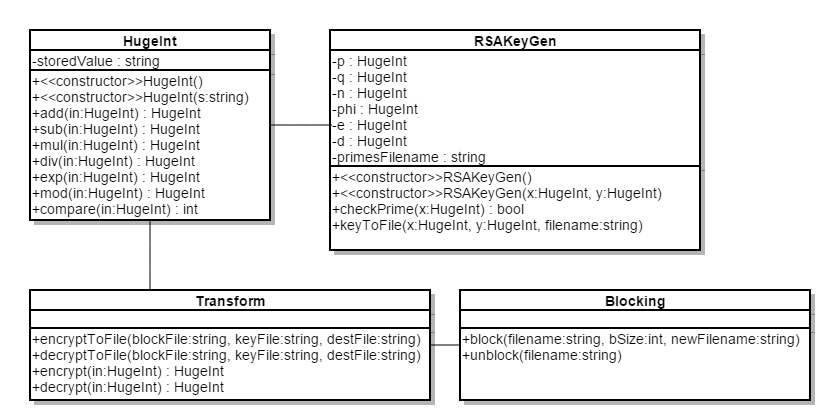 HugeInt
-storedValue : string
+<<constructor>>HugeInt()
+<<constructor>>HugeInt(s:string)
+add(in:HugeInt) : HugeInt
+sub(in:HugeInt) : HugeInt
+mul(in:HugeInt) : HugeInt
+div(in:HugeInt) : HugeInt
+exp(in:HugeInt) : HugeInt
+mod(in:HugeInt) : HugeInt
+compare(in:HugeInt) : int
RSAKeyGen
-p : HugeInt
-q : HugeInt
-n : HugeInt
-phi : HugeInt
-e : HugeInt
-d : HugeInt
-primesFilename : string
+<<constructor>>RSAKeyGen()
+<<constructor>>RSAKeyGen(x:HugeInt, y:HugeInt)
+checkPrime(x:HugeInt) : bool
+keyToFile(x:HugeInt, y:HugeInt, filename:string)
Transform
+encryptToFile(blockFile:string, keyFile:string, destFile:string)
+decryptToFile(blockFile:string, keyFile:string, destFile:string)
+encrypt(in:HugeInt) : HugeInt
+decrypt(in:HugeInt) : HugeInt
Blocking
+block(filename:string, bSize:int, newFilename:string)
+unblock(filename:string)